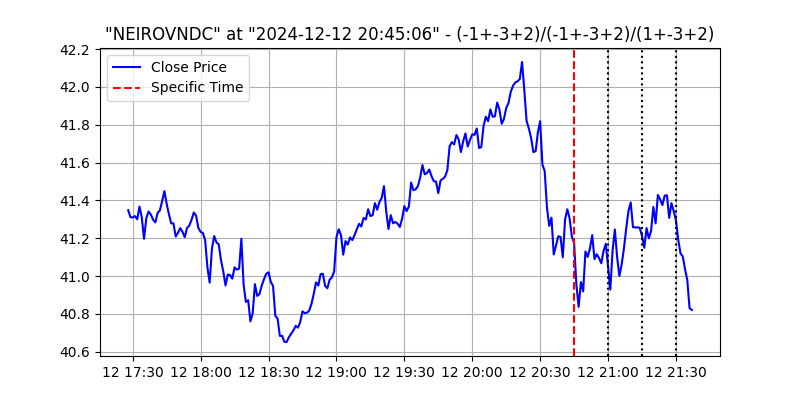 "NEIROVNDC" at "2024-12-12 20:45:06" - (-1+-3+2)/(-1+-3+2)/(1+-3+2)
Close Price
Specific Time
42.2
42.0
41.8
41.6
41.4
41.2
41.0
40.8
40.6
12 17:30 12 18:00 12 18:30 12 19:00 12 19:30 12 20:00 12 20:30 12 21:00 12 21:30